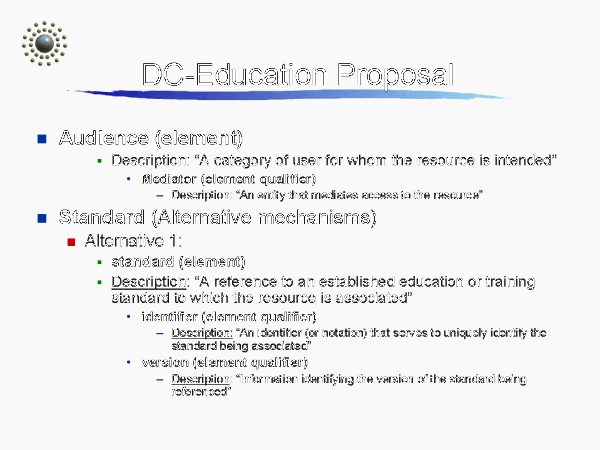 DC-Education Proposal
Audience (element)
Description: “A category of user for whom the resource is intended”
Mediator (element qualifier)
– Description: “An entity that mediates access to the resource”
Standard (Alternative mechanisms)
Alternative 1:
standard (element)
Description: “A reference to an established education or training
standard to which the resource is associated”
identifier (element qualifier)
– Description: “An identifier (or notation) that serves to uniquely identify the
standard being associated”
version (element qualifier)
– Description: “Information identifying the version of the standard being
referenced”